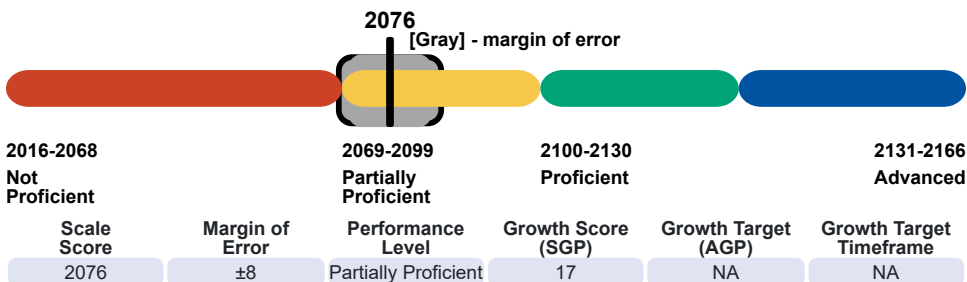 2076
[Gray] - margin of error
2016-2068 2069-2099 2100-2130 2131-2166
Not Proficient Partially Proficient Proficient Advanced
Scale Score Margin of Error Performance Level Growth Score (SGP) Growth Target (AGP) Growth Target Timeframe
2076 ±8 Partially Proficient 17 NA NA